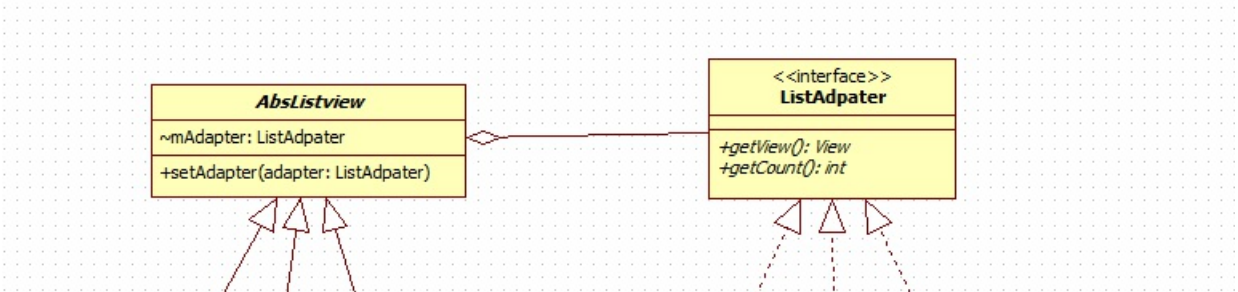 AbsListview
~mAdapter: ListAdpater
+setAdapter(adapter: ListAdpater)
<<interface>>
ListAdpater
+getView(): View
+getCount(): int